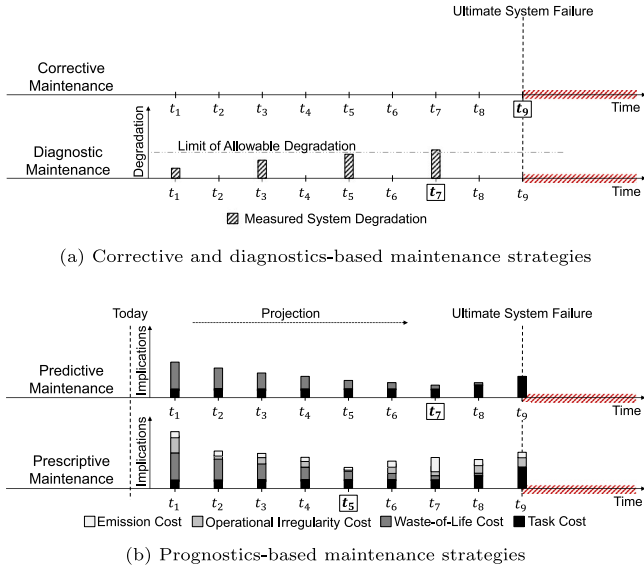 Ultimate System Failure
Corrective
Maintenance
t1 t2 t3 t4 t5 t6 t7 t8 t9 Time
Degradation
Limit of Allowable Degradation
Diagnostic
Maintenance
t1 t2 t3 t4 t5 t6 t7 t8 t9 Time
Measured System Degradation
(a) Corrective and diagnostics-based maintenance strategies
Today Projection Ultimate System Failure
Implications
Predictive
Maintenance
t1 t2 t3 t4 t5 t6 t7 t8 t9 Time
Implications
Prescriptive
Maintenance
t1 t2 t3 t4 t5 t6 t7 t8 t9 Time
Emission Cost Operational Irregularity Cost Waste-of-Life Cost Task Cost
(b) Prognostics-based maintenance strategies